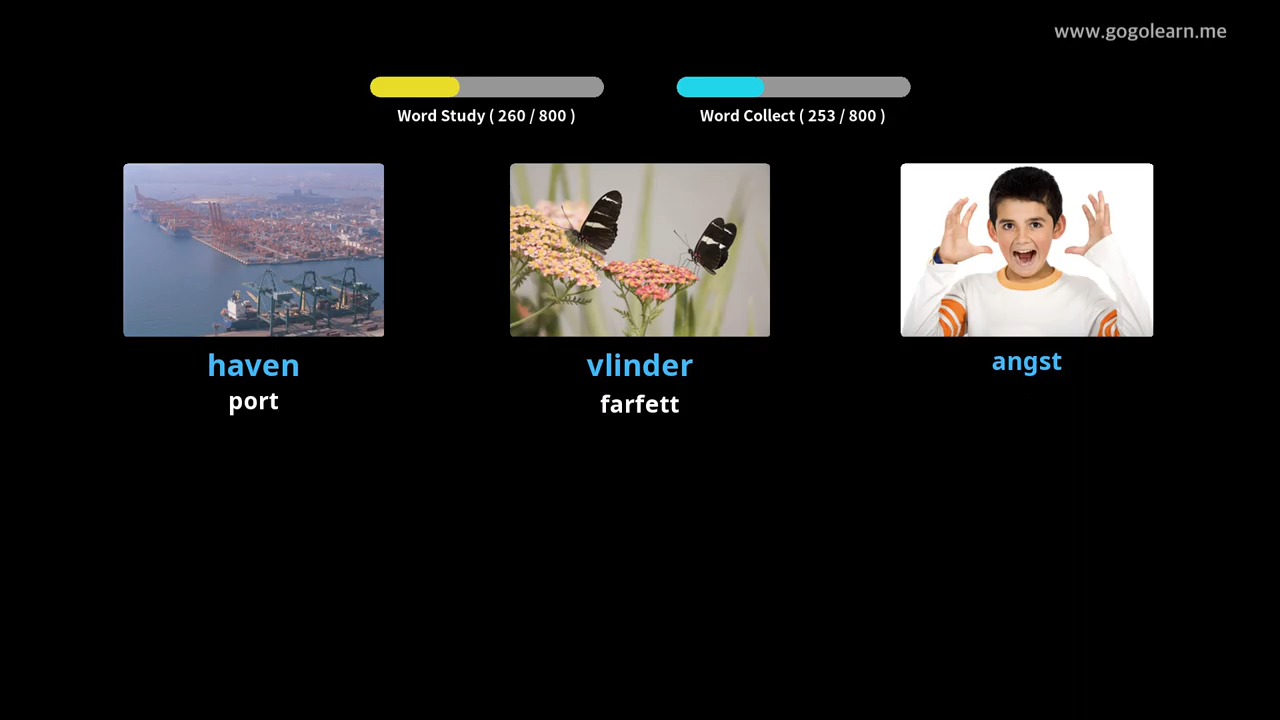 www.gogolearn.me
Word Study ( 260 / 800 )
Word Collect ( 253 / 800 )
haven
vlinder
angst
port
farfett